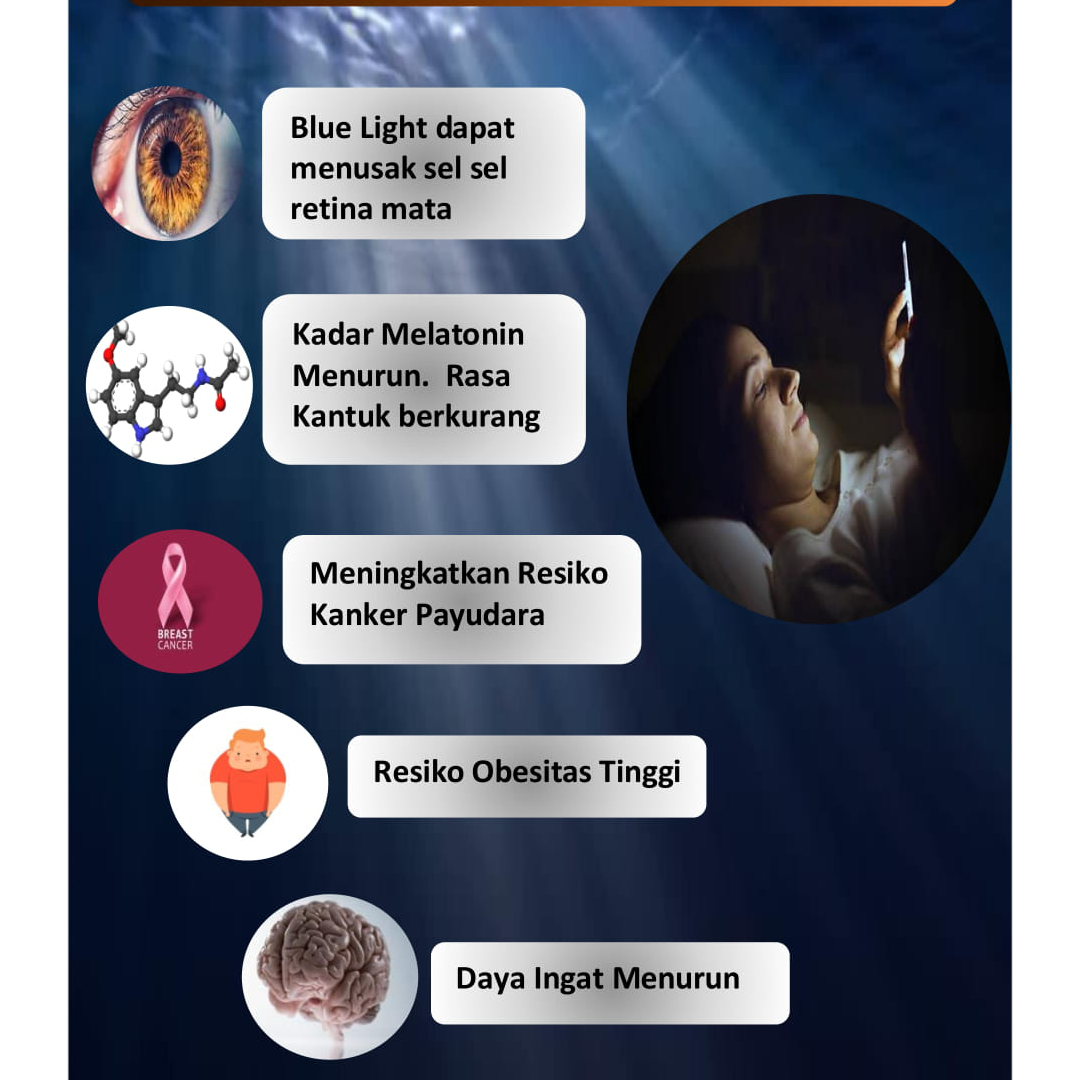 Blue Light dapat
menusak sel sel
retina mata
Kadar Melatonin
Menurun.  Rasa
Kantuk berkurang
Meningkatkan Resiko
Kanker Payudara
BREAST
CANCER
Resiko Obesitas Tinggi
Daya Ingat Menurun